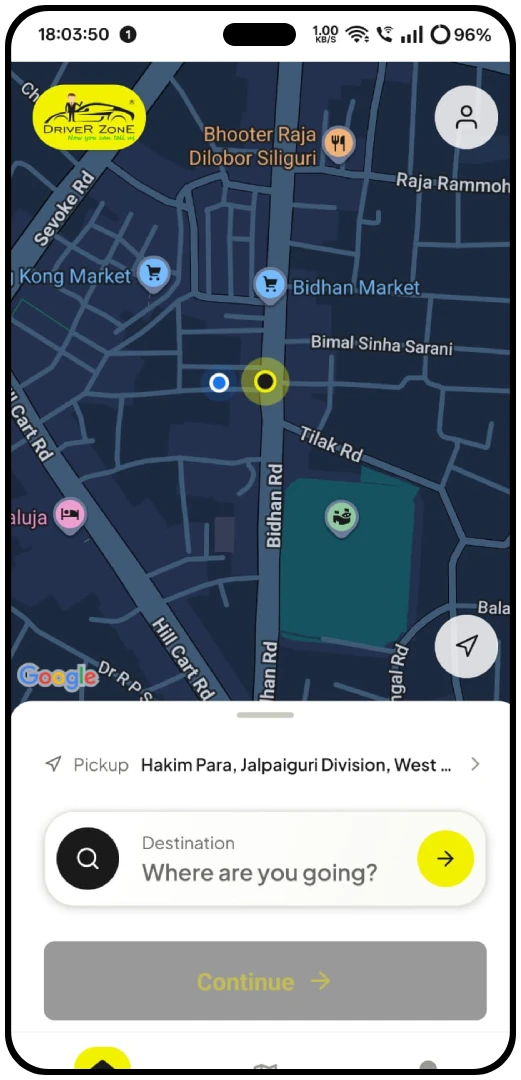 18:03:50 1 1.00 KB/S 96%
Ch
DRIVER ZONE
Now you can tell us
Bhooter Raja
Dilobor Siliguri
Raja Rammoh
Sevoke Rd
Kong Market
Bidhan Market
Bimal Sinha Sarani
ll Cart Rd
Tilak Rd
Bidhan Rd
aluja
Hill Cart Rd
Bala
han Rd
ngal Rd
Google
Dr R P S
Pickup Hakim Para, Jalpaiguri Division, West ...
Destination
Where are you going?
Continue